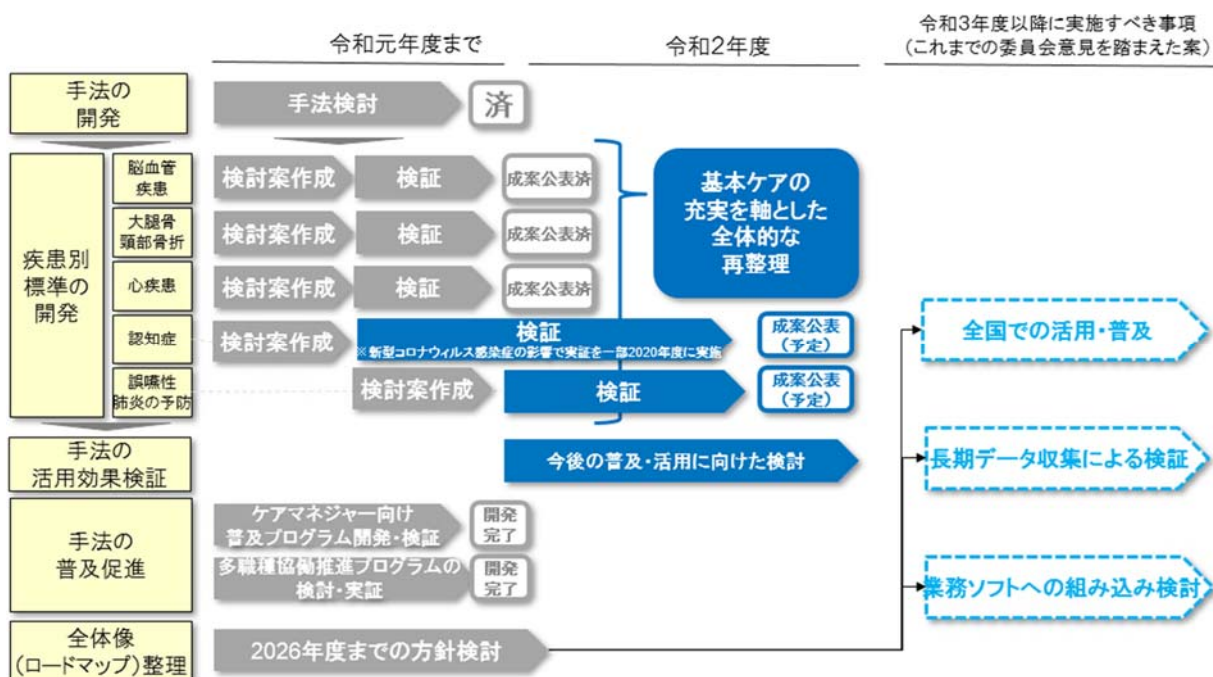 令和元年度まで
令和2年度
令和3年度以降に実施すべき事項
(これまでの委員会意見を踏まえた案)
手法の
開発
手法検討
済
疾患別
標準の
開発
脳血管
疾患
検討案作成
検証
成案公表済
大腿骨
頸部骨折
検討案作成
検証
成案公表済
心疾患
検討案作成
検証
成案公表済
認知症
検討案作成
検証
※新型コロナウィルス感染症の影響で実証を一部2020年度に実施
成案公表
(予定)
誤嚥性
肺炎の予防
検討案作成
検証
成案公表
(予定)
基本ケアの
充実を軸とした
全体的な
再整理
手法の
活用効果検証
今後の普及・活用に向けた検討
手法の
普及促進
ケアマネジャー向け
普及プログラム開発・検証
開発
完了
多職種協働推進プログラムの
検討・実証
開発
完了
全体像
(ロードマップ)整理
2026年度までの方針検討
全国での活用・普及
長期データ収集による検証
業務ソフトへの組み込み検討